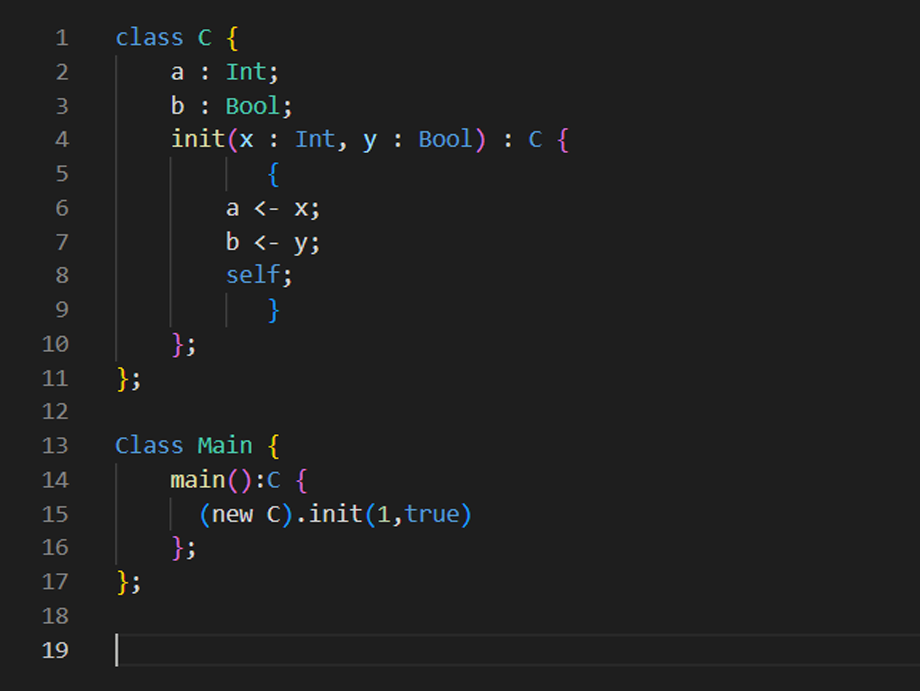 1 class C {
2 a : Int;
3 b : Bool;
4 init(x : Int, y : Bool) : C {
5 {
6 a <- x;
7 b <- y;
8 self;
9 }
10 };
11 };
12
13 Class Main {
14 main():C {
15 (new C).init(1,true)
16 };
17 };
18
19